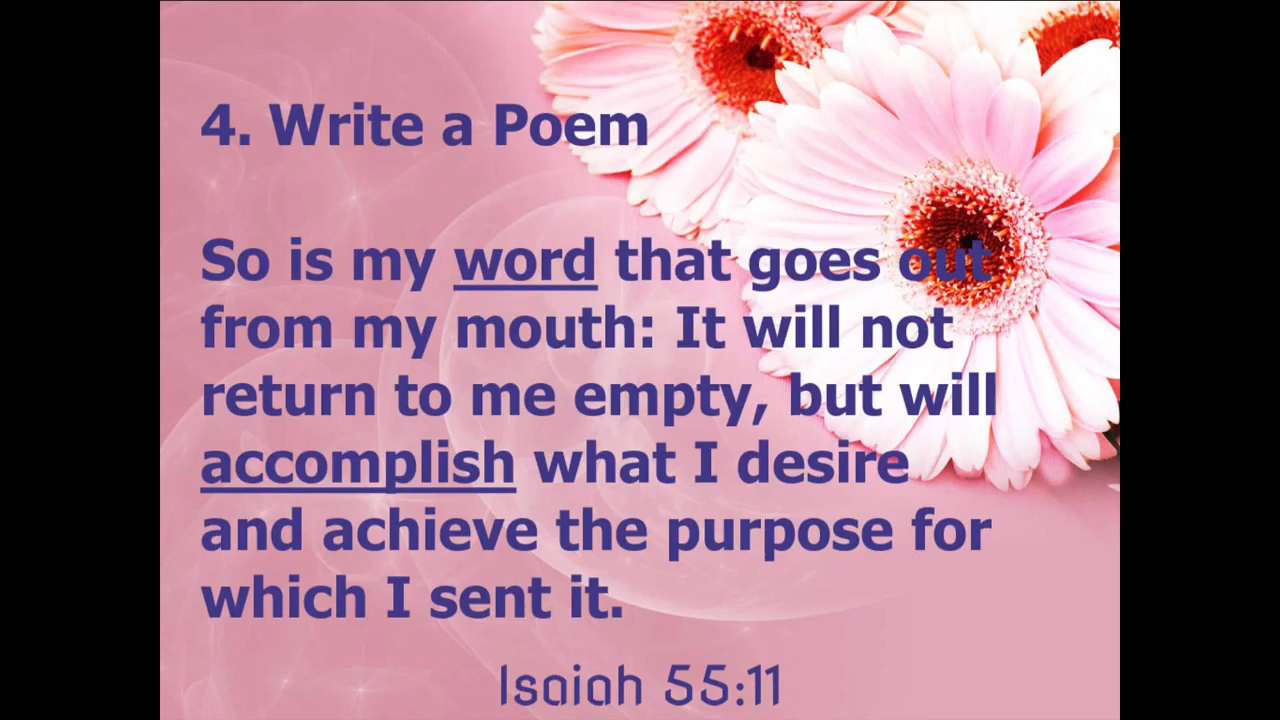 4. Write a Poem
So is my word that goes out
from my mouth: It will not
return to me empty, but will
accomplish what I desire
and achieve the purpose for
which I sent it.
Isaiah 55:11